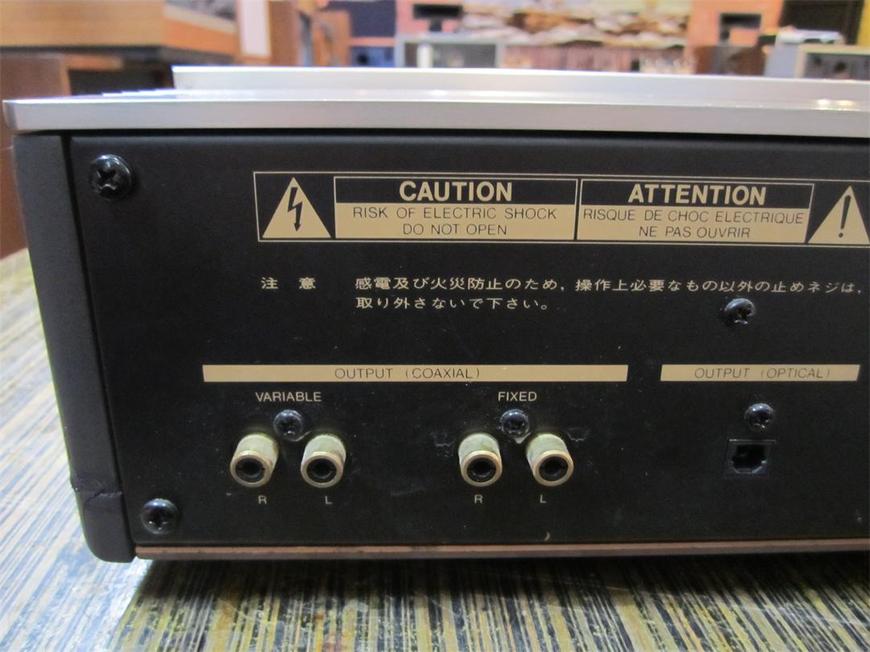 CAUTION
RISK OF ELECTRIC SHOCK
DO NOT OPEN
ATTENTION
RISQUE DE CHOC ELECTRIQUE
NE PAS OUVRIR
注 意 感電及び火災防止のため，操作上必要なもの以外の止めネジは，
取り外さないで下さい。
OUTPUT (COAXIAL)
OUTPUT (OPTICAL)
VARIABLE
FIXED
R L R L